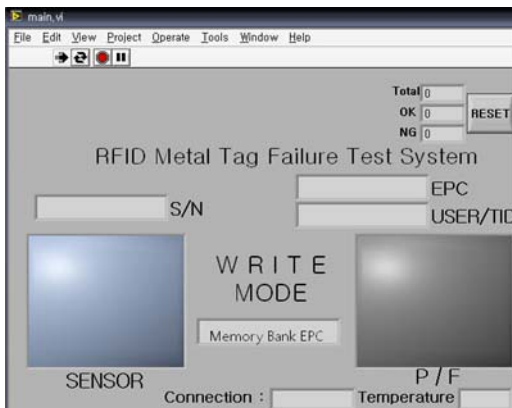 main.vi
File Edit View Project Operate Tools Window Help
Total 0
OK 0
RESET
NG 0
RFID Metal Tag Failure Test System
EPC
S/N
USER/TID
WRITE
MODE
Memory Bank EPC
SENSOR
P/F
Connection :
Temperature